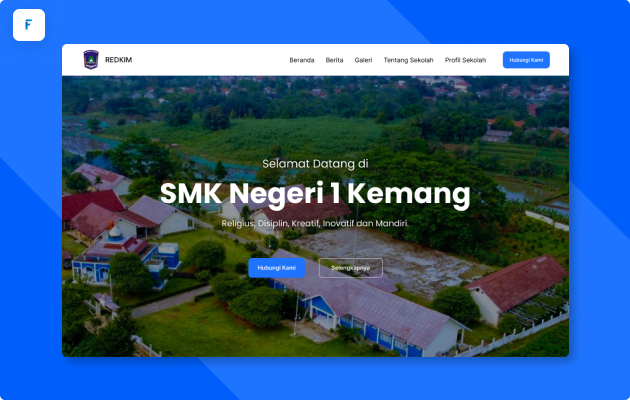 F
REDKIM
Beranda Berita Galeri Tentang Sekolah Profil Sekolah Hubungi Kami
Selamat Datang di
SMK Negeri 1 Kemang
Religius, Disiplin, Kreatif, Inovatif dan Mandiri.
Hubungi Kami Selengkapnya